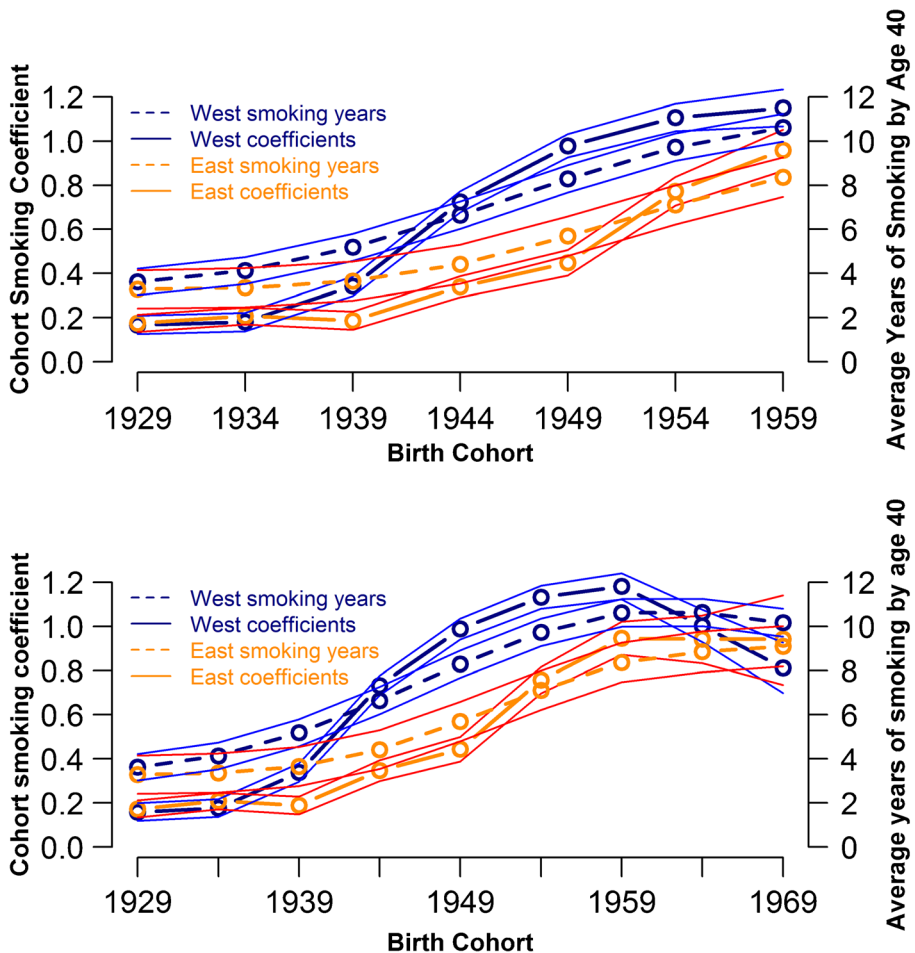 Cohort Smoking Coefficient
1.2
1.0
0.8
0.6
0.4
0.2
0.0
West smoking years
West coefficients
East smoking years
East coefficients
12
10
8
6
4
2
0
Average Years of Smoking by Age 40
1929 1934 1939 1944 1949 1954 1959
Birth Cohort
Cohort smoking coefficient
1.2
1.0
0.8
0.6
0.4
0.2
0.0
West smoking years
West coefficients
East smoking years
East coefficients
12
10
8
6
4
2
0
Average years of smoking by age 40
1929 1939 1949 1959 1969
Birth Cohort